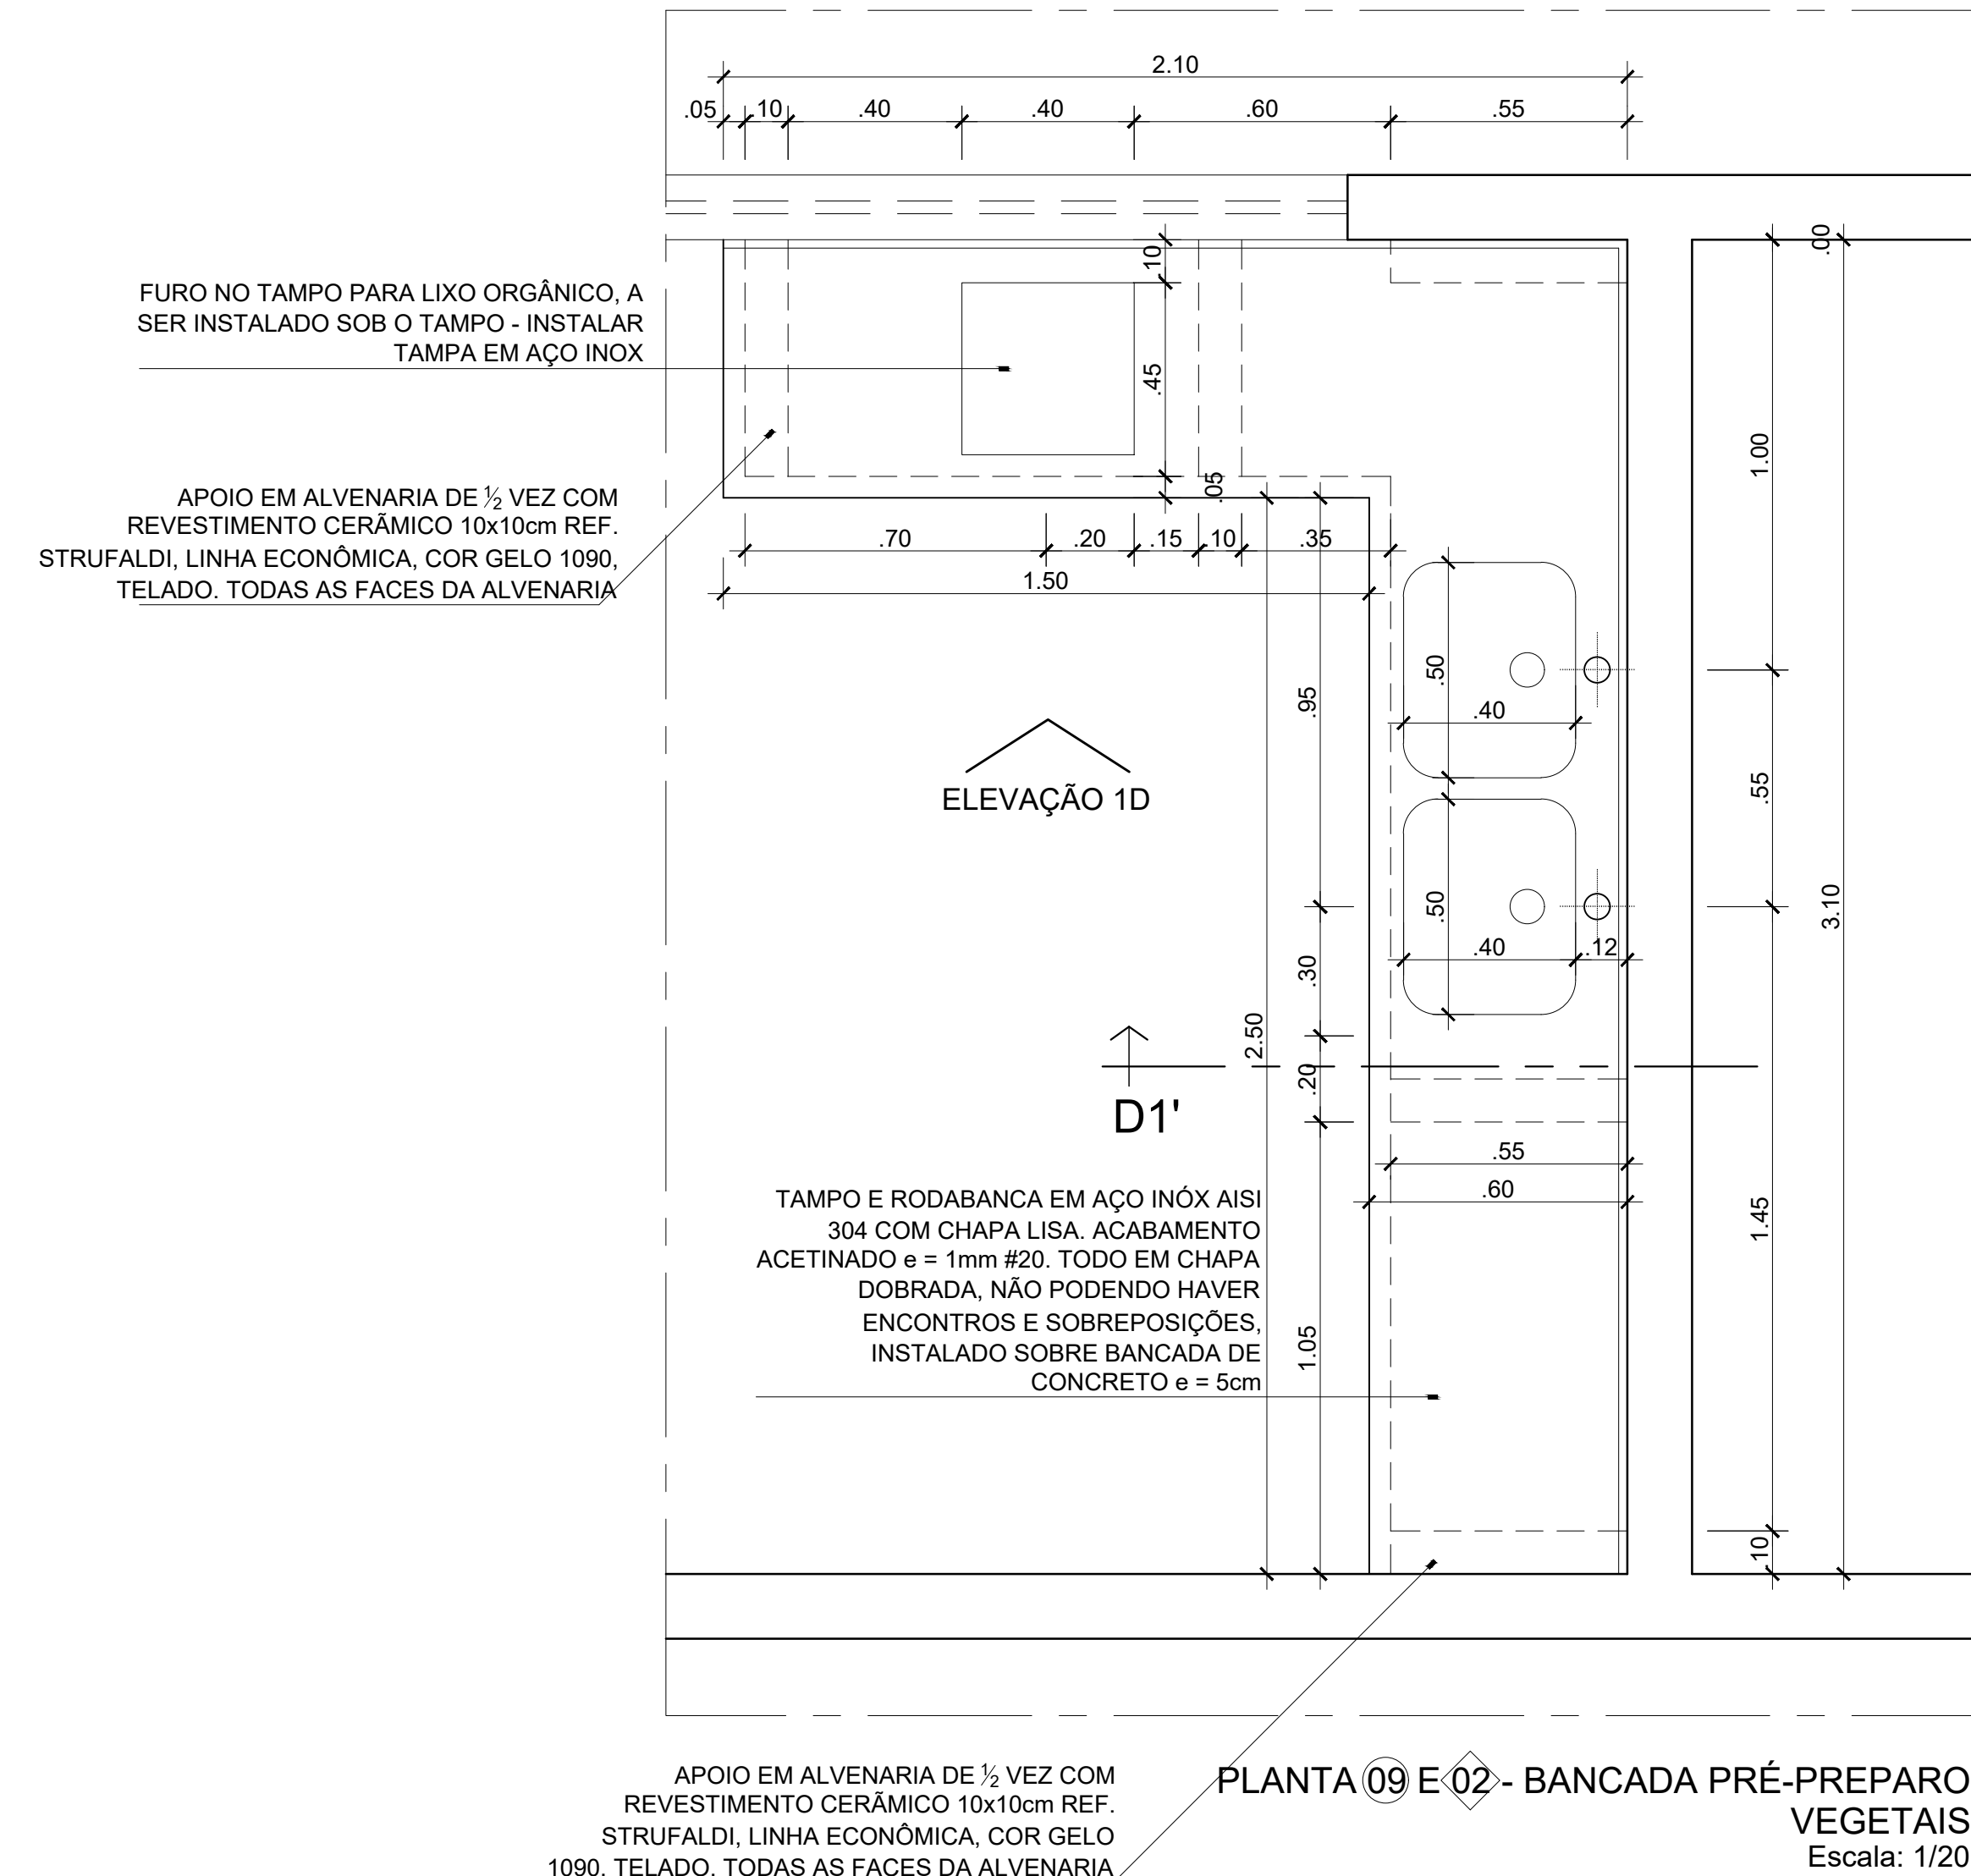 2.10
.05 .10 .40 .40 .60 .55
.00
.10
FURO NO TAMPO PARA LIXO ORGÂNICO, A
SER INSTALADO SOB O TAMPO - INSTALAR
TAMPA EM AÇO INOX
.45
1.00
.05
APOIO EM ALVENARIA DE ½ VEZ COM
REVESTIMENTO CERÃMICO 10x10cm REF.
STRUFALDI, LINHA ECONÔMICA, COR GELO 1090,
TELADO. TODAS AS FACES DA ALVENARIA
.70 .20 .15 .10 .35
1.50
.50
.95
.40
.55
ELEVAÇÃO 1D
.50
3.10
.40 .12
.30
2.50
.20
D1'
.55
.60
1.45
TAMPO E RODABANCA EM AÇO INÓX AISI
304 COM CHAPA LISA. ACABAMENTO
ACETINADO e = 1mm #20. TODO EM CHAPA
DOBRADA, NÃO PODENDO HAVER
ENCONTROS E SOBREPOSIÇÕES,
INSTALADO SOBRE BANCADA DE
CONCRETO e = 5cm
1.05
.10
APOIO EM ALVENARIA DE ½ VEZ COM
REVESTIMENTO CERÃMICO 10x10cm REF.
STRUFALDI, LINHA ECONÔMICA, COR GELO
1090, TELADO. TODAS AS FACES DA ALVENARIA
PLANTA 09 E 02 - BANCADA PRÉ-PREPARO
VEGETAIS
Escala: 1/20